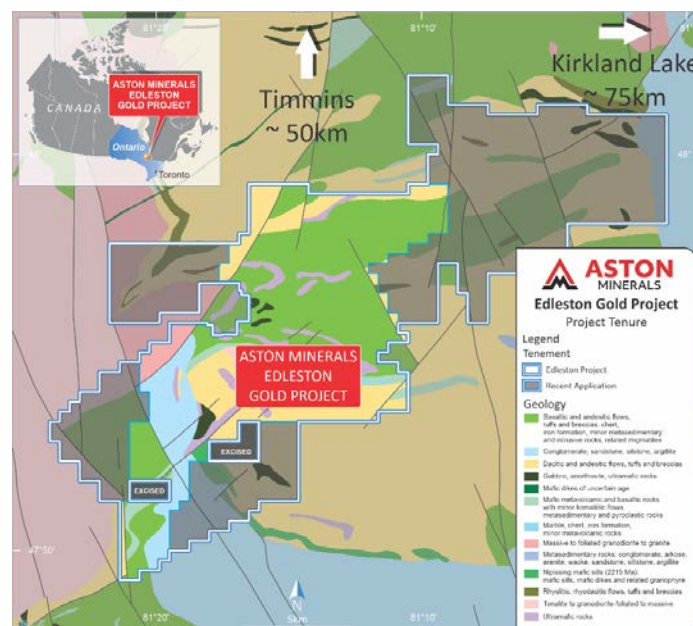 81°20'
81°10'
CANADA
ASTON MINERALS
EDLESTON
GOLD PROJECT
Ontario
Toronto
Timmins
~ 50km
Kirkland Lake
~ 75km
48°
ASTON MINERALS
EDLESTON
GOLD PROJECT
EXCISED
EXCISED
47°50'
81°20'
81°10'
N
5km
ASTON
MINERALS
Edleston Gold Project
Project Tenure
Legend
Tenement
Edleston Project
Recent Application
Geology
Basaltic and andesitic flows,
tuffs and breccias, chert,
iron formation, minor metasedimentary
and intrusive rocks, related migmatites
Conglomerate, sandstone, siltstone, argillite
Dacitic and andesitic flows, tuffs and breccias
Gabbro, anorthosite, ultramafic rocks
Mafic dikes of uncertain age
Mafic metavolcanic and basaltic rocks
with minor komatiitic flows,
metasedimentary and pyroclastic rocks
Marble, chert, iron formation,
minor metavolcanic rocks
Massive to foliated granodiorite to granite
Metasedimentary rocks: conglomerate, arkose,
arenite, wacke, sandstone, siltstone, argillite
Nipissing mafic sills (2219 Ma)
mafic sills, mafic dikes and related granophyre
Rhyolitic, rhyodacitic flows, tuffs and breccias
Tonalite to granodiorite-foliated to massive
Ultramafic rocks